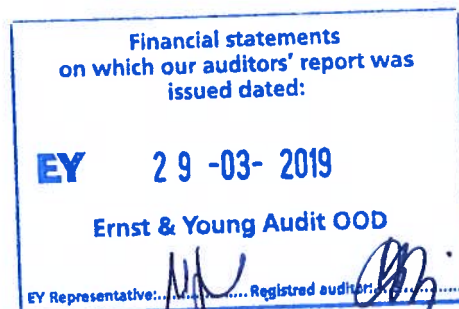 Financial statements
on which our auditors' report was
issued dated:
EY 29 -03- 2019
Ernst & Young Audit OOD
EY Representative:.............. Registred auditor:..............